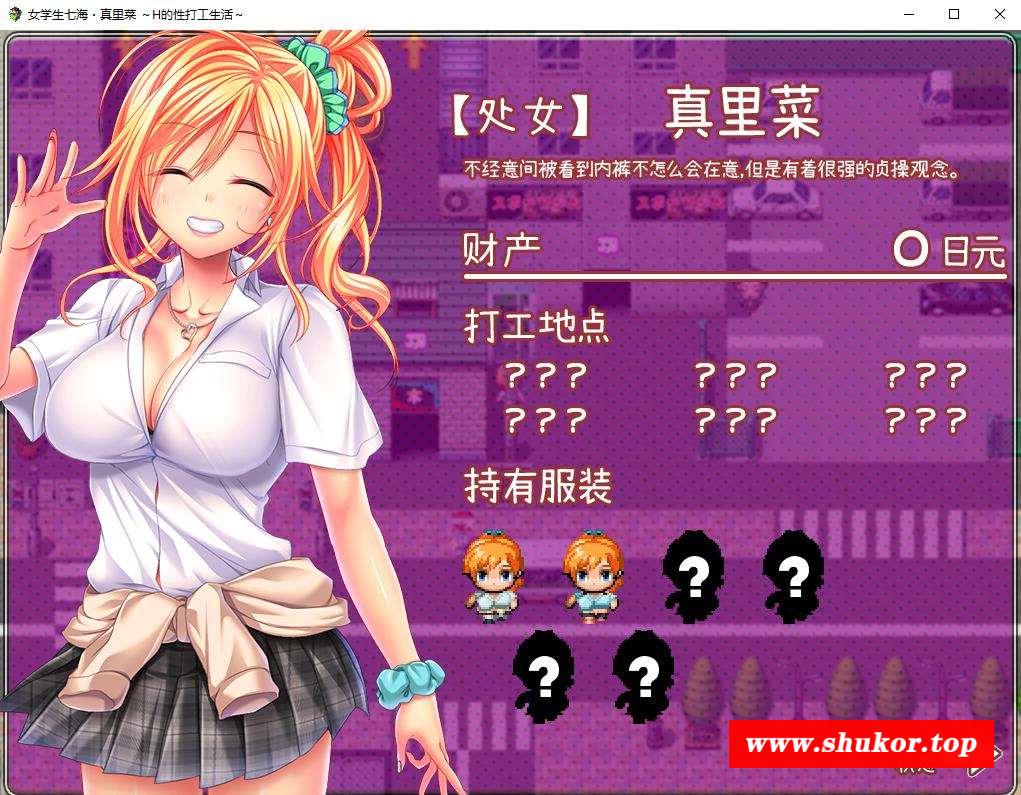 女学生七海·真里菜 ~H的性打工生活~
【处女】 真里菜
不经意间被看到内裤不怎么会在意,但是有着很强的贞操观念。
财产 0 日元
打工地点
??? ??? ???
??? ??? ???
持有服装
? ?
? ?
www.shukor.top